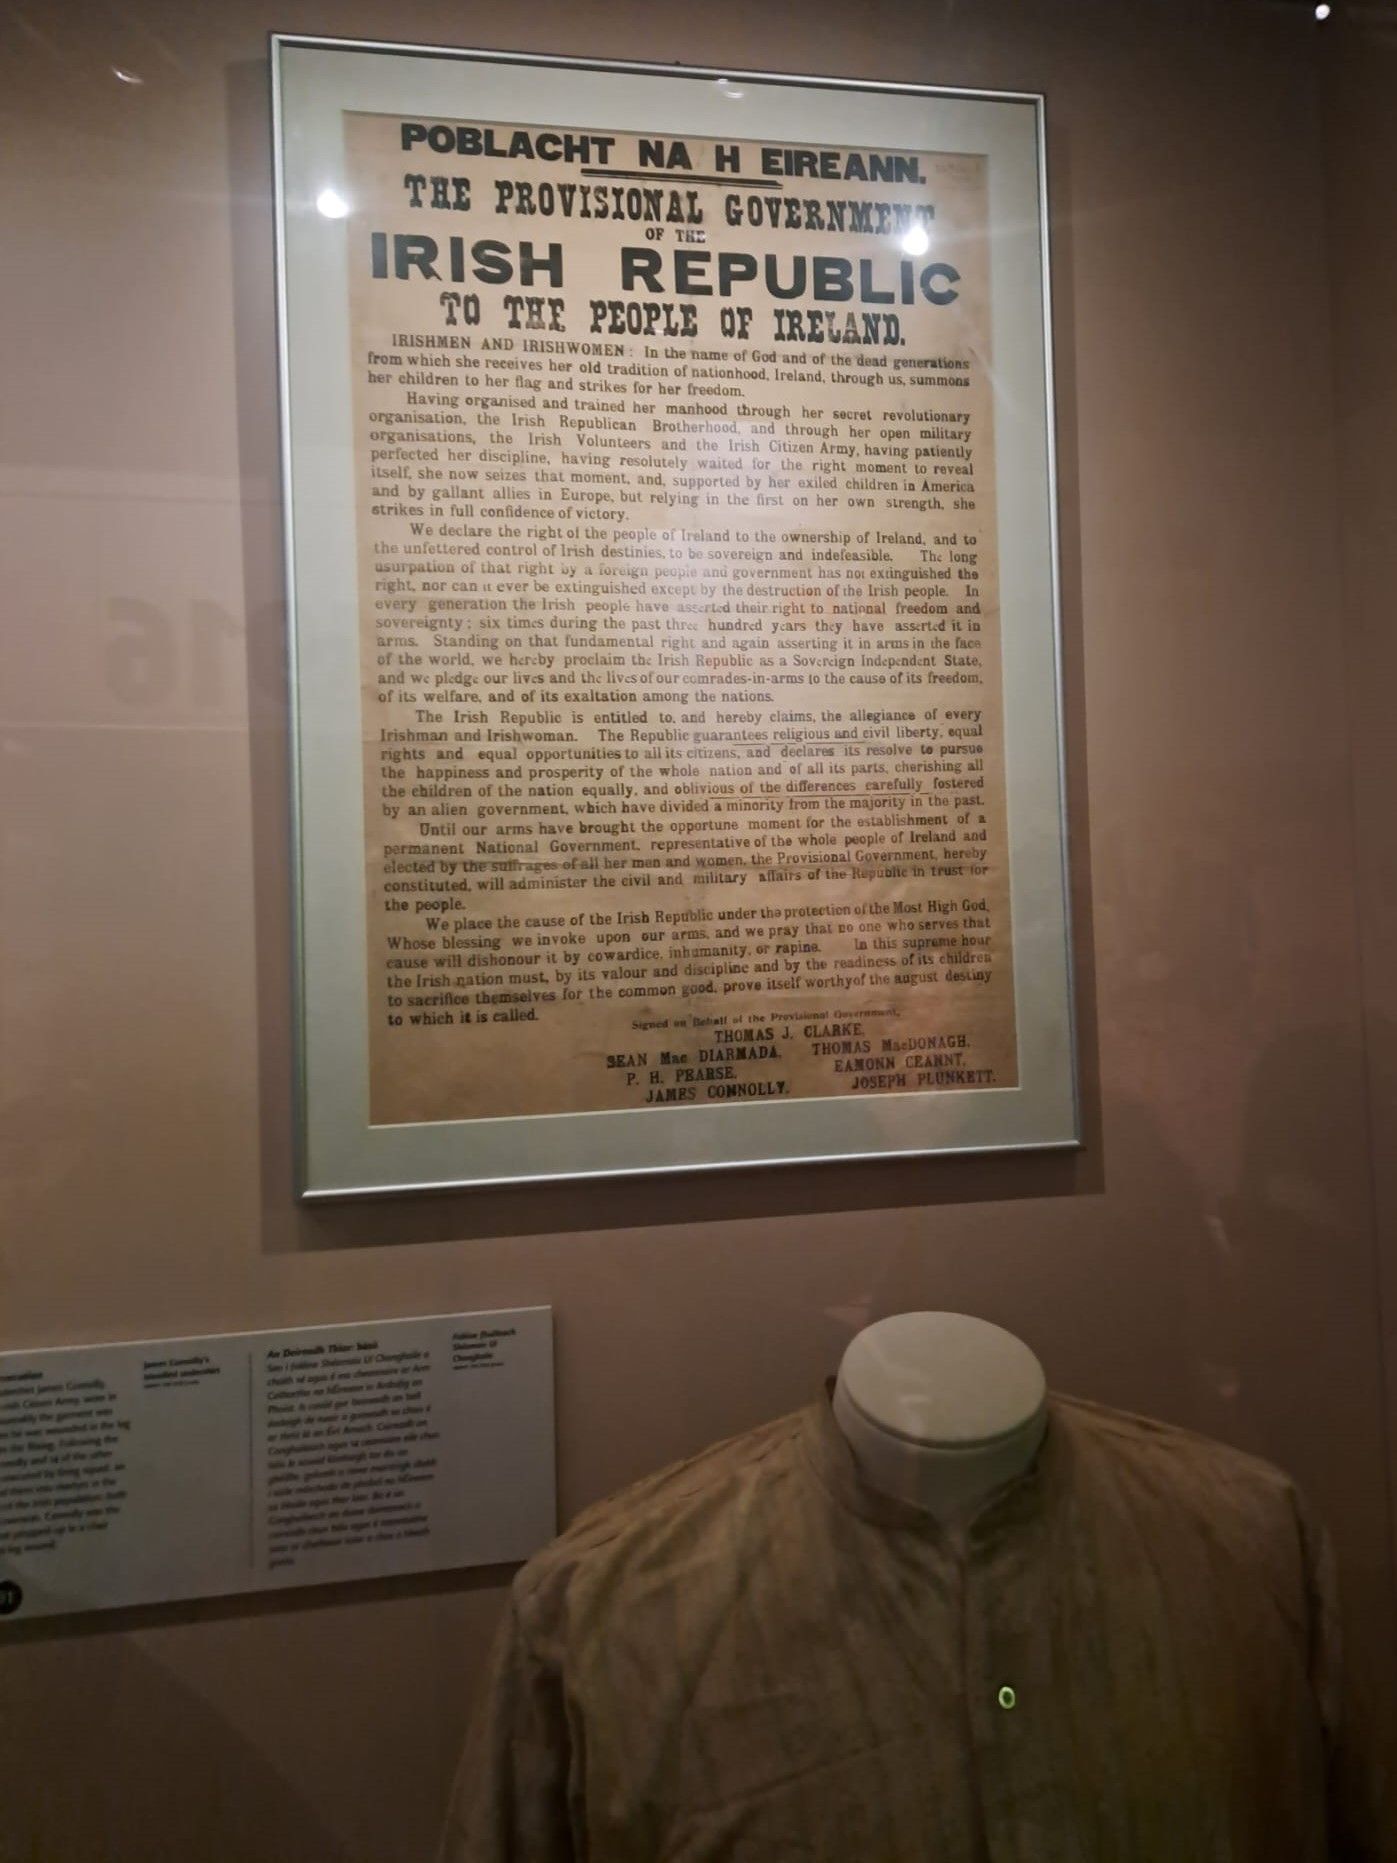 POBLACHT NA H EIREANN.
THE PROVISIONAL GOVERNMENT
OF THE
IRISH REPUBLIC
TO THE PEOPLE OF IRELAND.
IRISHMEN AND IRISHWOMEN : In the name of God and of the dead generations
from which she receives her old tradition of nationhood, Ireland, through us, summons
her children to her flag and strikes for her freedom.
Having organised and trained her manhood through her secret revolutionary
organisation, the Irish Republican Brotherhood, and through her open military
organisations, the Irish Volunteers and the Irish Citizen Army, having patiently
perfected her discipline, having resolutely waited for the right moment to reveal
itself, she now seizes that moment, and, supported by her exiled children in America
and by gallant allies in Europe, but relying in the first on her own strength, she
strikes in full confidence of victory.
We declare the right of the people of Ireland to the ownership of Ireland, and to
the unfettered control of Irish destinies, to be sovereign and indefeasible. The long
usurpation of that right by a foreign people and government has not extinguished the
right, nor can it ever be extinguished except by the destruction of the Irish people. In
every generation the Irish people have asserted their right to national freedom and
sovereignty ; six times during the past three hundred years they have asserted it in
arms. Standing on that fundamental right and again asserting it in arms in the face
of the world, we hereby proclaim the Irish Republic as a Sovereign Independent State,
and we pledge our lives and the lives of our comrades-in-arms to the cause of its freedom,
of its welfare, and of its exaltation among the nations.
The Irish Republic is entitled to, and hereby claims, the allegiance of every
Irishman and Irishwoman. The Republic guarantees religious and civil liberty, equal
rights and equal opportunities to all its citizens, and declares its resolve to pursue
the happiness and prosperity of the whole nation and of all its parts, cherishing all
the children of the nation equally, and oblivious of the differences carefully fostered
by an alien government, which have divided a minority from the majority in the past.
Until our arms have brought the opportune moment for the establishment of a
permanent National Government, representative of the whole people of Ireland and
elected by the suffrages of all her men and women, the Provisional Government, hereby
constituted, will administer the civil and military affairs of the Republic in trust for
the people.
We place the cause of the Irish Republic under the protection of the Most High God,
Whose blessing we invoke upon our arms, and we pray that no one who serves that
cause will dishonour it by cowardice, inhumanity, or rapine. In this supreme hour
the Irish nation must, by its valour and discipline and by the readiness of its children
to sacrifice themselves for the common good, prove itself worthy of the august destiny
to which it is called.
Signed on Behalf of the Provisional Government,
THOMAS J. CLARKE,
SEAN Mac DIARMADA, THOMAS MacDONAGH,
P. H. PEARSE, EAMONN CEANNT,
JAMES CONNOLLY. JOSEPH PLUNKETT.
James Connolly's
bloodied undershirt